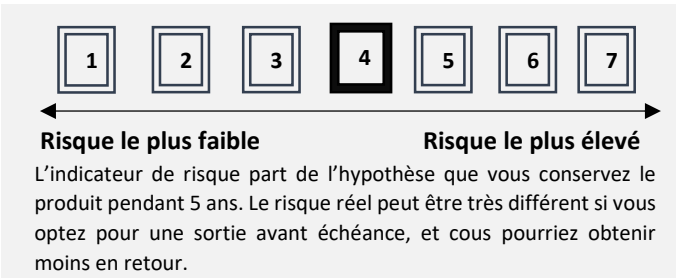 1 2 3 4 5 6 7
Risque le plus faible Risque le plus élevé
L'indicateur de risque part de l'hypothèse que vous conservez le
produit pendant 5 ans. Le risque réel peut être très différent si vous
optez pour une sortie avant échéance, et cous pourriez obtenir
moins en retour.